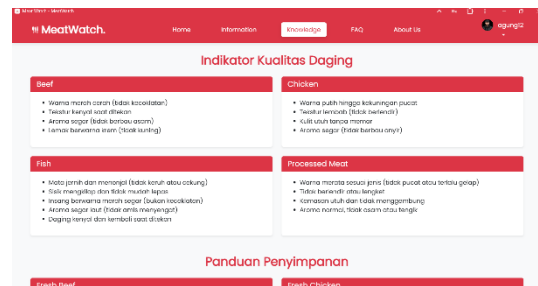 MeatWatch.
Home
Information
Knowledge
FAQ
About Us
agung12
Indikator Kualitas Daging
Beef
• Warna merah cerah (tidak kecoklatan)
• Tekstur kenyal saat ditekan
• Aroma segar (tidak berbau asam)
• Lemak berwarna krem (tidak kuning)
Chicken
• Warna putih hingga kekuningan pucat
• Tekstur lembab (tidak berlendir)
• Kulit utuh tanpa memar
• Aroma segar (tidak berbau anyir)
Fish
• Mata jernih dan menonjol (tidak keruh atau cekung)
• Sisik mengkilap dan tidak mudah lepas
• Insang berwarna merah segar (bukan kecoklatan)
• Aroma segar laut (tidak amis menyengat)
• Daging kenyal dan kembali saat ditekan
Processed Meat
• Warna merata sesuai jenis (tidak pucat atau terlalu gelap)
• Tidak berlendir atau lengket
• Kemasan utuh dan tidak menggembung
• Aroma normal, tidak asam atau tengik
Panduan Penyimpanan
Fresh Beef
Fresh Chicken